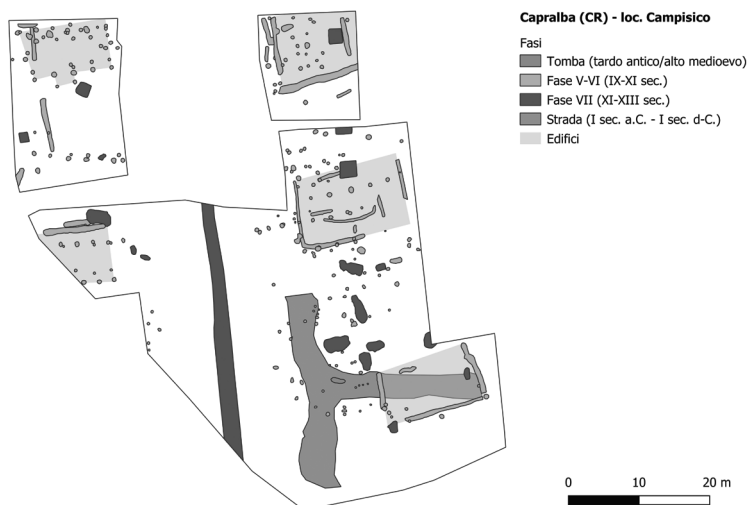 Capralba (CR) - loc. Campisico
Fasi
Tomba (tardo antico/alto medioevo)
Fase V-VI (IX-XI sec.)
Fase VII (XI-XIII sec.)
Strada (I sec. a.C. - I sec. d-C.)
Edifici
0 10 20 m